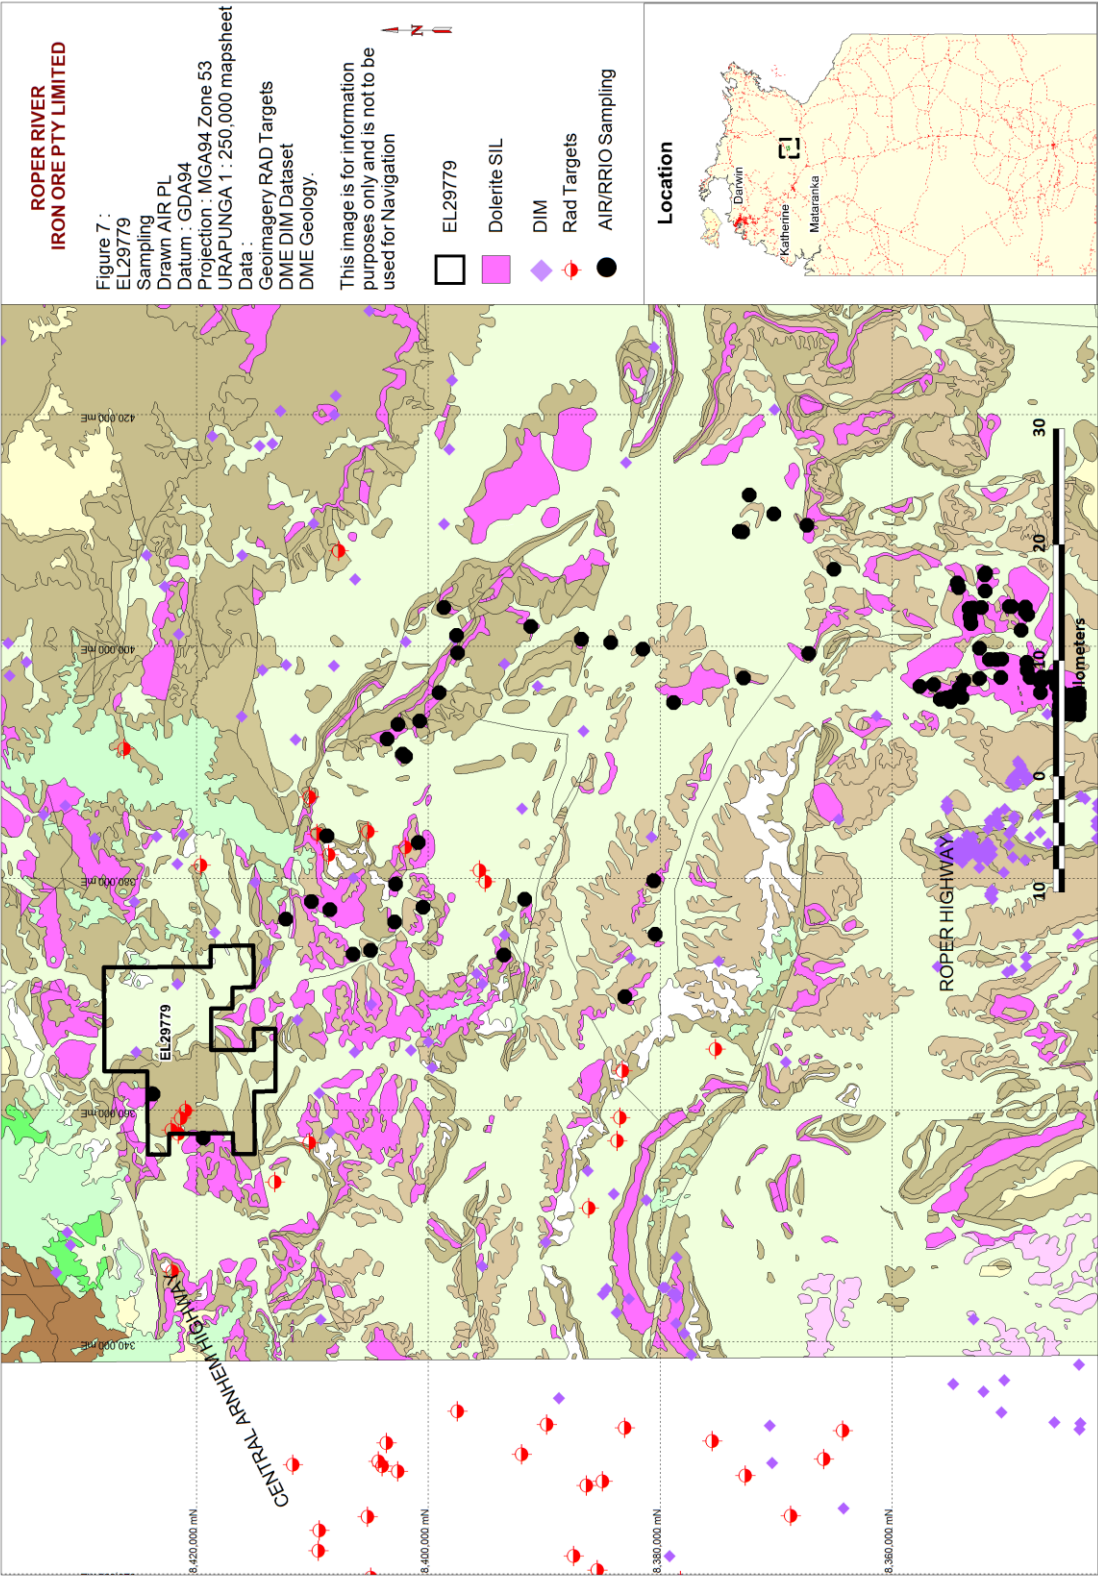 ROPER RIVER
IRON ORE PTY LIMITED
Figure 7 :
EL29779
Sampling
Drawn AIR PL
Datum : GDA94
Projection : MGA94 Zone 53
URAPUNGA 1 : 250,000 mapsheet
Data :
Geoimagery RAD Targets
DME DIM Dataset
DME Geology.
This image is for information
purposes only and is not to be
used for Navigation
N
EL29779
Dolerite SIL
DIM
Rad Targets
AIR/RRIO Sampling
Location
Darwin
Katherine
Mataranka
EL29779
CENTRAL ARNHEM HIGHWAY
ROPER HIGHWAY
340,000 mE
360,000 mE
380,000 mE
400,000 mE
420,000 mE
8,420,000 mN
8,400,000 mN
8,380,000 mN
8,360,000 mN
10
0
10
20
30
ilometers